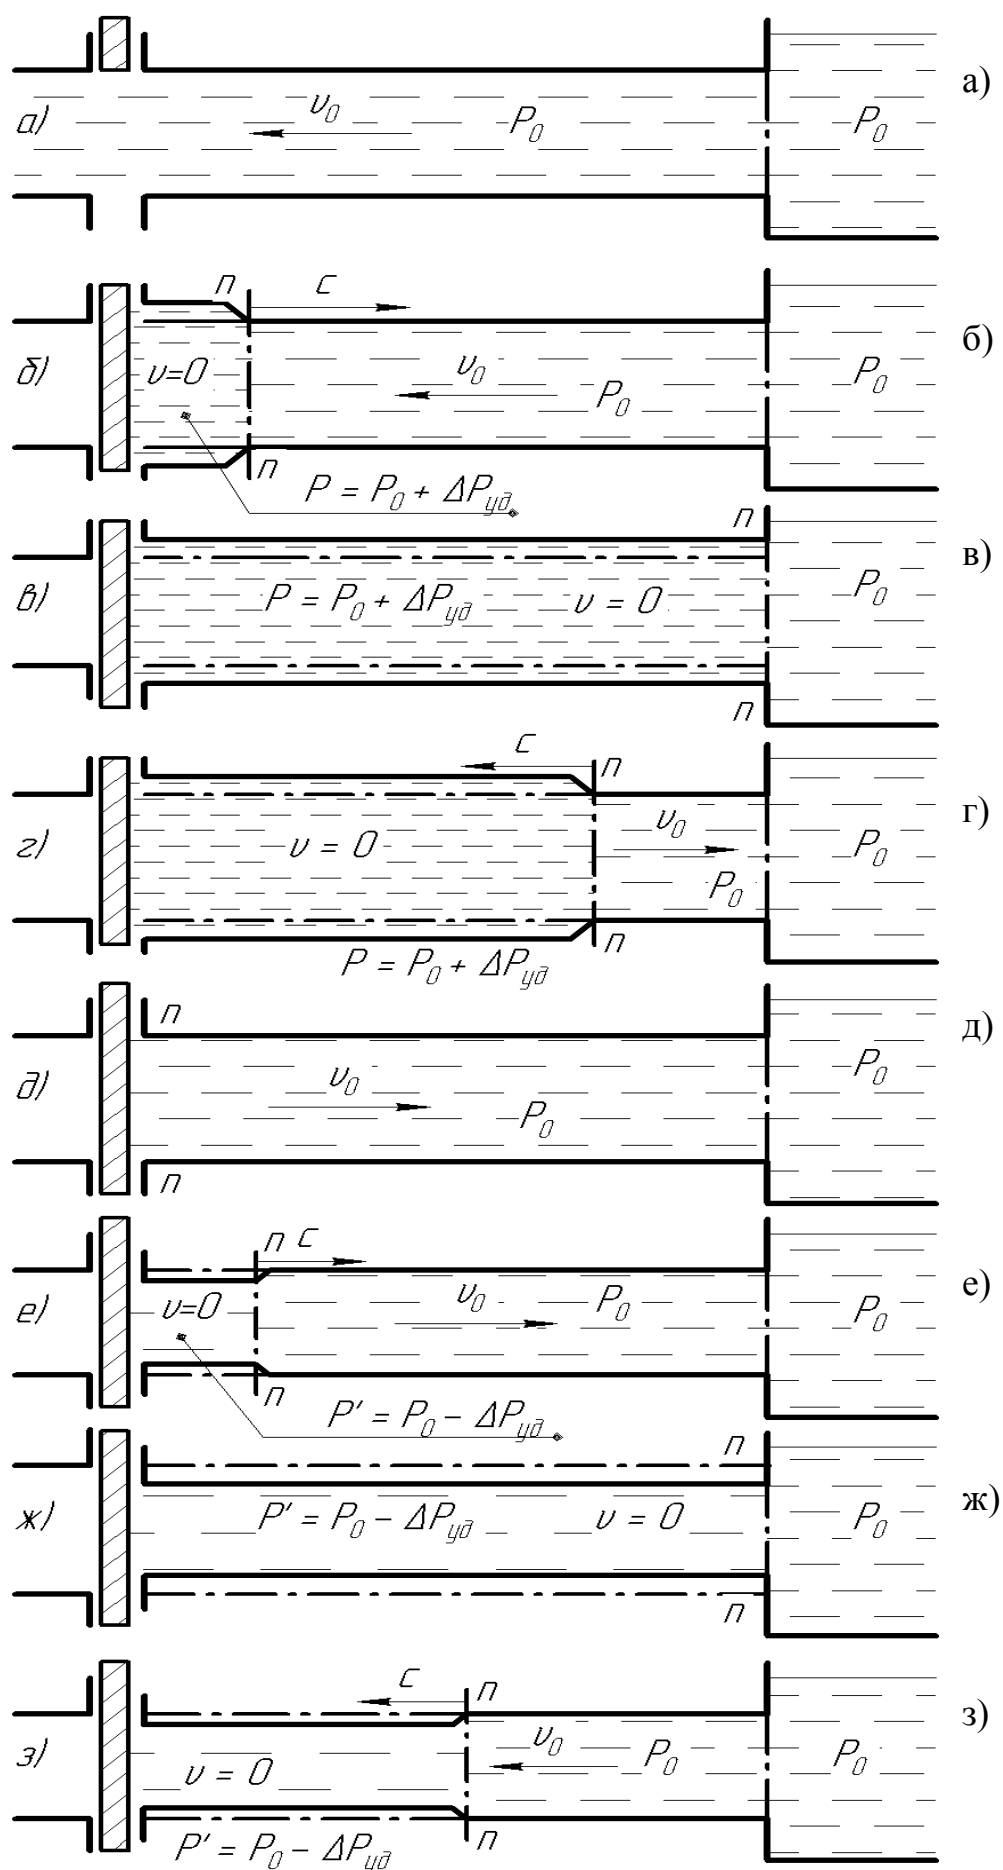 а)
а) υ₀ P₀ P₀
n c
б)
б) υ=0 υ₀ P₀ P₀
n
P = P₀ + ΔPуд
n
в)
в) P = P₀ + ΔPуд υ = 0 P₀
n
c n
г)
г) υ = 0 υ₀ P₀ P₀
n
P = P₀ + ΔPуд
n
д)
д) υ₀ P₀ P₀
n
n c
е)
е) υ=0 υ₀ P₀ P₀
n
P' = P₀ − ΔPуд
n
ж)
ж) P' = P₀ − ΔPуд υ = 0 P₀
n
c n
з)
з) υ = 0 υ₀ P₀ P₀
n
P' = P₀ − ΔPуд